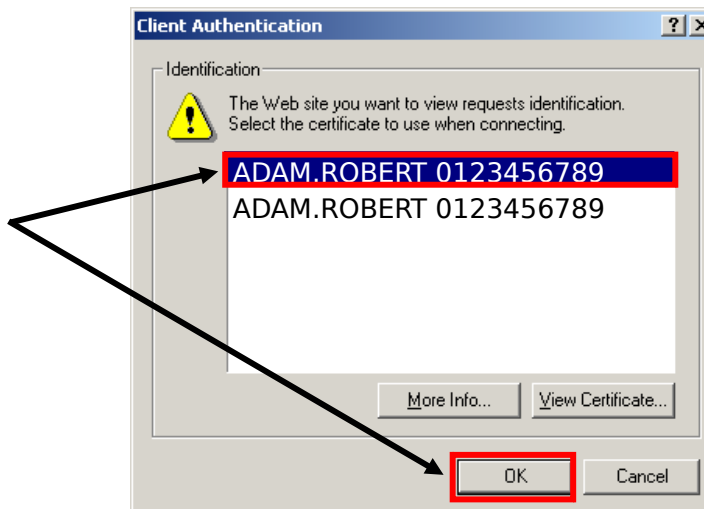 Client Authentication
Identification
The Web site you want to view requests identification.
Select the certificate to use when connecting.
ADAM.ROBERT 0123456789
ADAM.ROBERT 0123456789
More Info... View Certificate...
OK Cancel